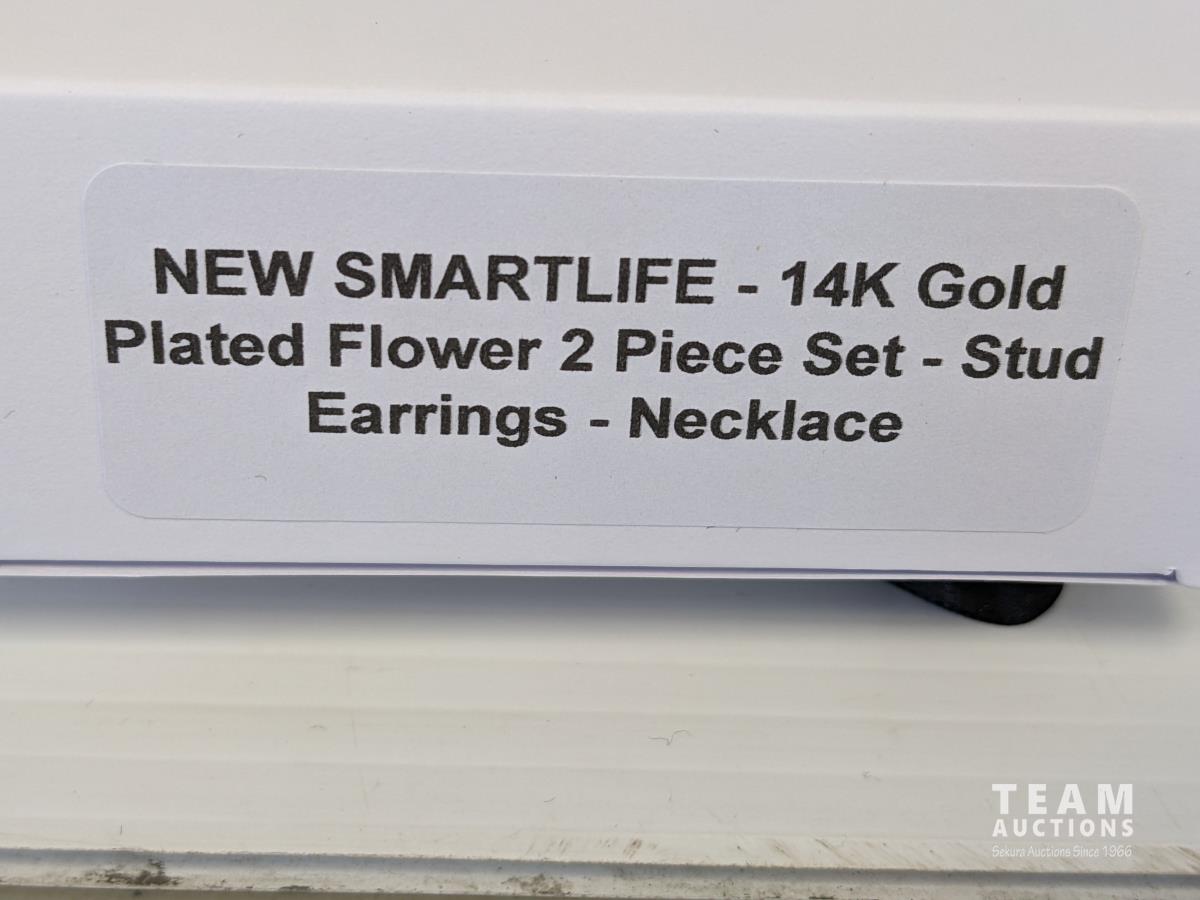 NEW SMARTLIFE - 14K Gold
Plated Flower 2 Piece Set - Stud
Earrings - Necklace
TEAM
AUCTIONS
Sekura Auctions Since 1966